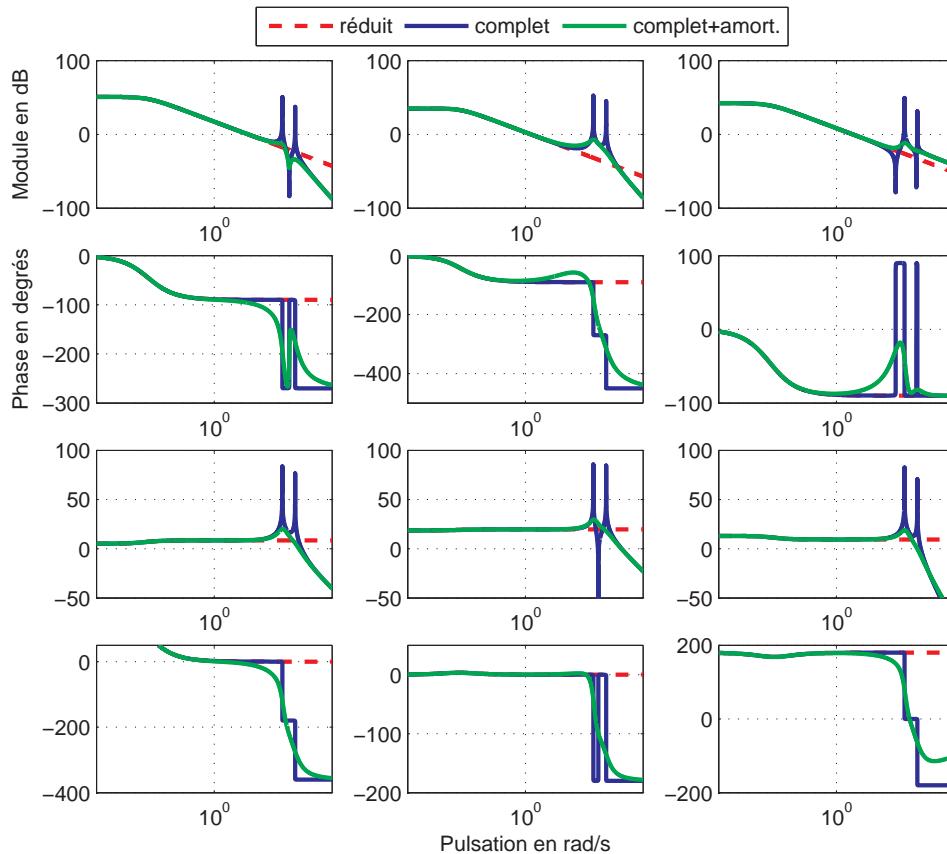 réduit complet complet+amort.
Module en dB
100 0 −100 10^0
100 0 −100 10^0
100 0 −100 10^0
Phase en degrés
0 −100 −200 −300 10^0
0 −200 −400 10^0
100 0 −100 10^0
100 50 0 −50 10^0
100 50 0 −50 10^0
100 50 0 −50 10^0
0 −200 −400 10^0
0 −100 −200 10^0
200 0 −200 10^0
Pulsation en rad/s